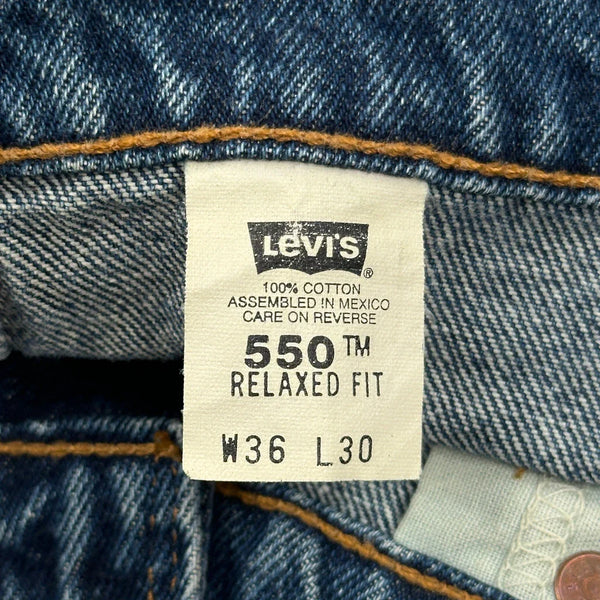 Levi's ®
100% COTTON
ASSEMBLED IN MEXICO
CARE ON REVERSE
550™
RELAXED FIT
W36 L30